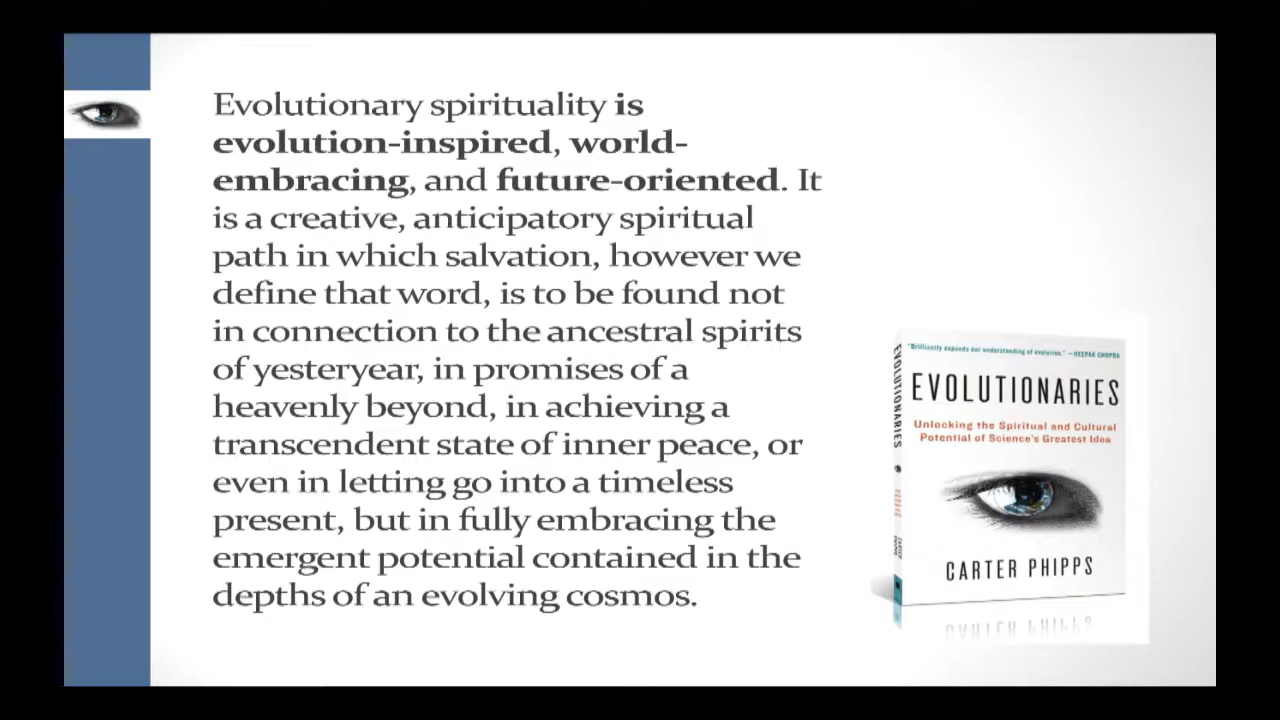 Evolutionary spirituality is
evolution-inspired, world-
embracing, and future-oriented. It
is a creative, anticipatory spiritual
path in which salvation, however we
define that word, is to be found not
in connection to the ancestral spirits
of yesteryear, in promises of a
heavenly beyond, in achieving a
transcendent state of inner peace, or
even in letting go into a timeless
present, but in fully embracing the
emergent potential contained in the
depths of an evolving cosmos.
"Brilliantly expands our understanding of evolution." —DEEPAK CHOPRA
EVOLUTIONARIES
Unlocking the Spiritual and Cultural
Potential of Science's Greatest Idea
CARTER PHIPPS
EVOLUTIONARIES
CARTER PHIPPS